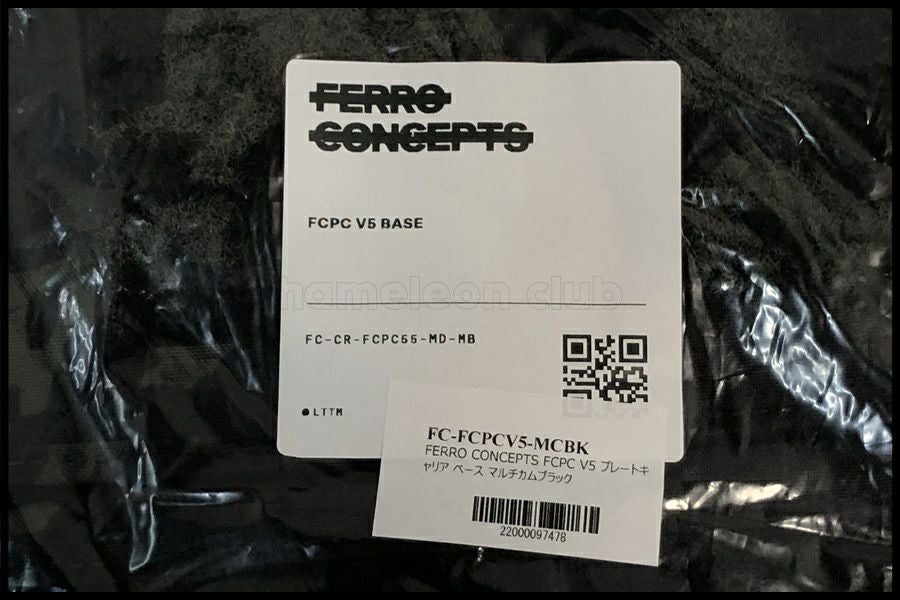 FERRO
CONCEPTS
FCPC V5 BASE
hameleon club
FC-CR-FCPC55-MD-MB
●LTTM
FC-FCPCV5-MCBK
FERRO CONCEPTS FCPC V5 プレートキ
ャリア ベース マルチカムブラック
22000097478